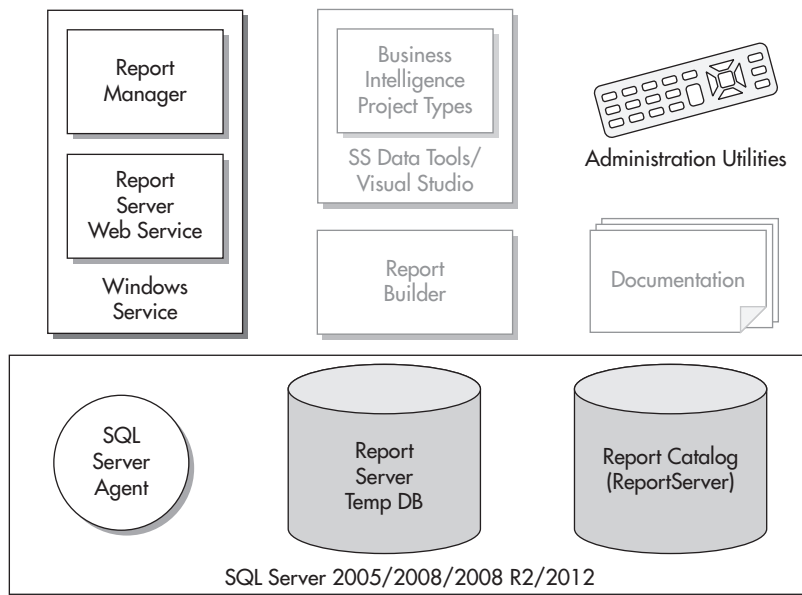 Report
Manager
Report
Server
Web Service
Windows
Service
Business
Intelligence
Project Types
SS Data Tools/
Visual Studio
Report
Builder
Administration Utilities
Documentation
SQL
Server
Agent
Report
Server
Temp DB
Report Catalog
(ReportServer)
SQL Server 2005/2008/2008 R2/2012